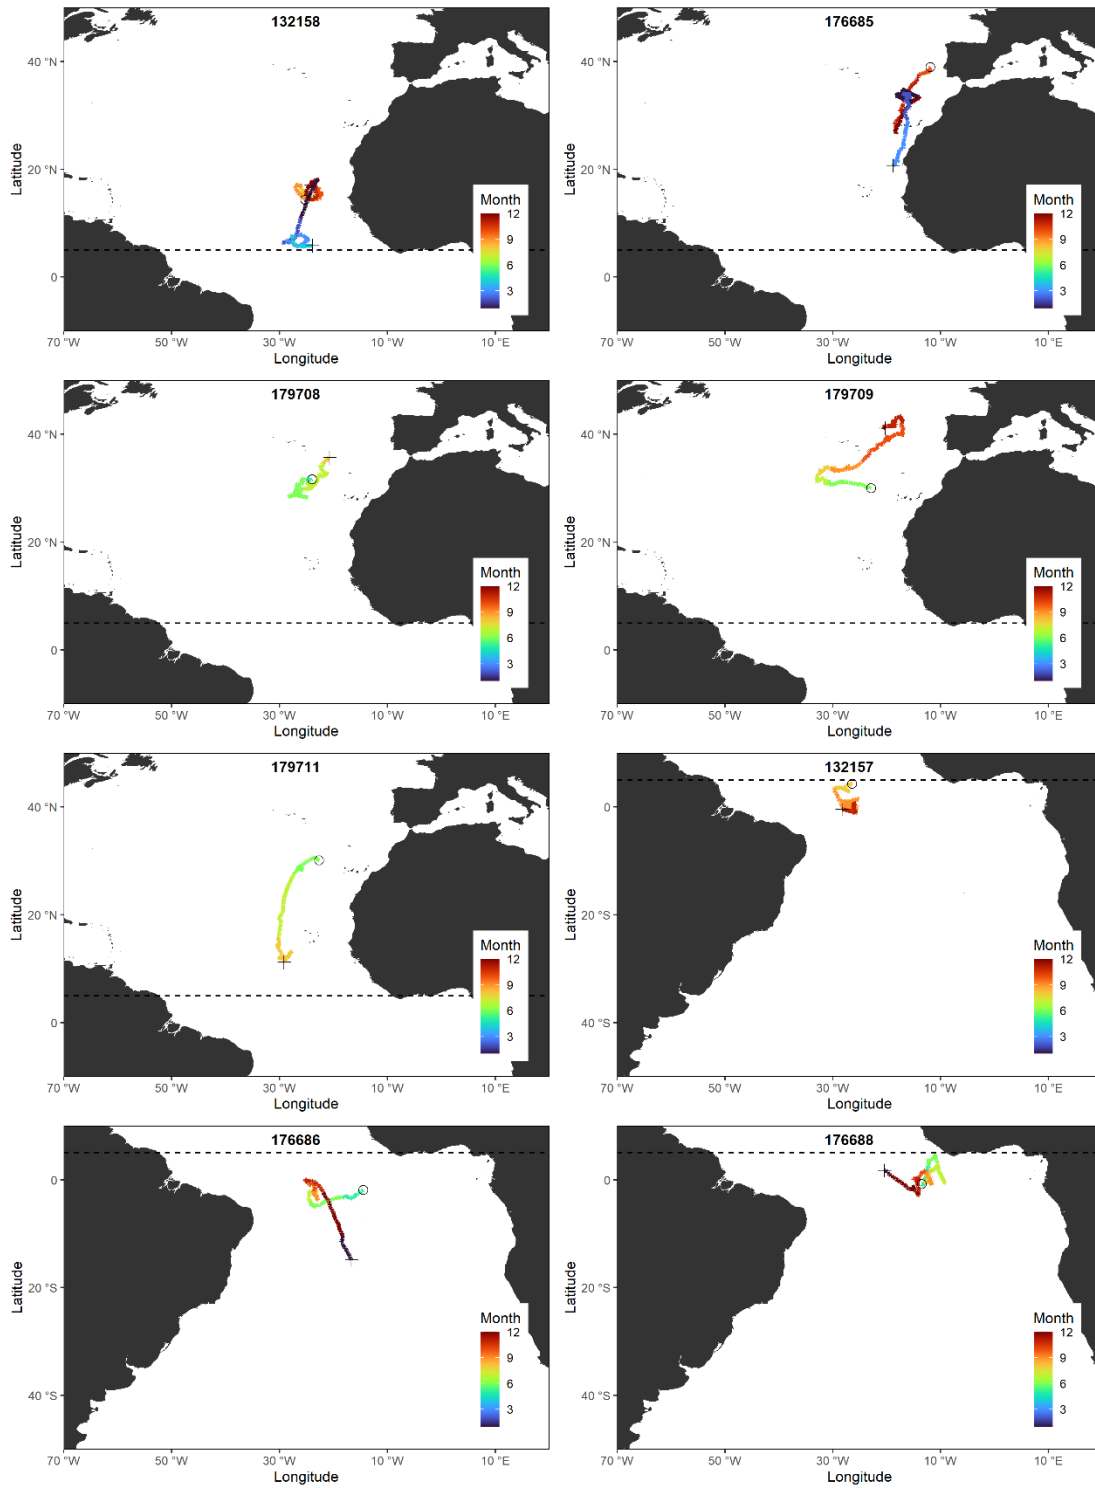 132158
176685
40 °N
20 °N
0
Latitude
Month
12
9
6
3
70 °W
50 °W
30 °W
10 °W
10 °E
Longitude
40 °N
20 °N
0
Latitude
Month
12
9
6
3
70 °W
50 °W
30 °W
10 °W
10 °E
Longitude
179708
179709
40 °N
20 °N
0
Latitude
Month
12
9
6
3
70 °W
50 °W
30 °W
10 °W
10 °E
Longitude
40 °N
20 °N
0
Latitude
Month
12
9
6
3
70 °W
50 °W
30 °W
10 °W
10 °E
Longitude
179711
132157
40 °N
20 °N
0
Latitude
Month
12
9
6
3
70 °W
50 °W
30 °W
10 °W
10 °E
Longitude
0
20 °S
40 °S
Latitude
Month
12
9
6
3
70 °W
50 °W
30 °W
10 °W
10 °E
Longitude
176686
176688
0
20 °S
40 °S
Latitude
Month
12
9
6
3
70 °W
50 °W
30 °W
10 °W
10 °E
Longitude
0
20 °S
40 °S
Latitude
Month
12
9
6
3
70 °W
50 °W
30 °W
10 °W
10 °E
Longitude